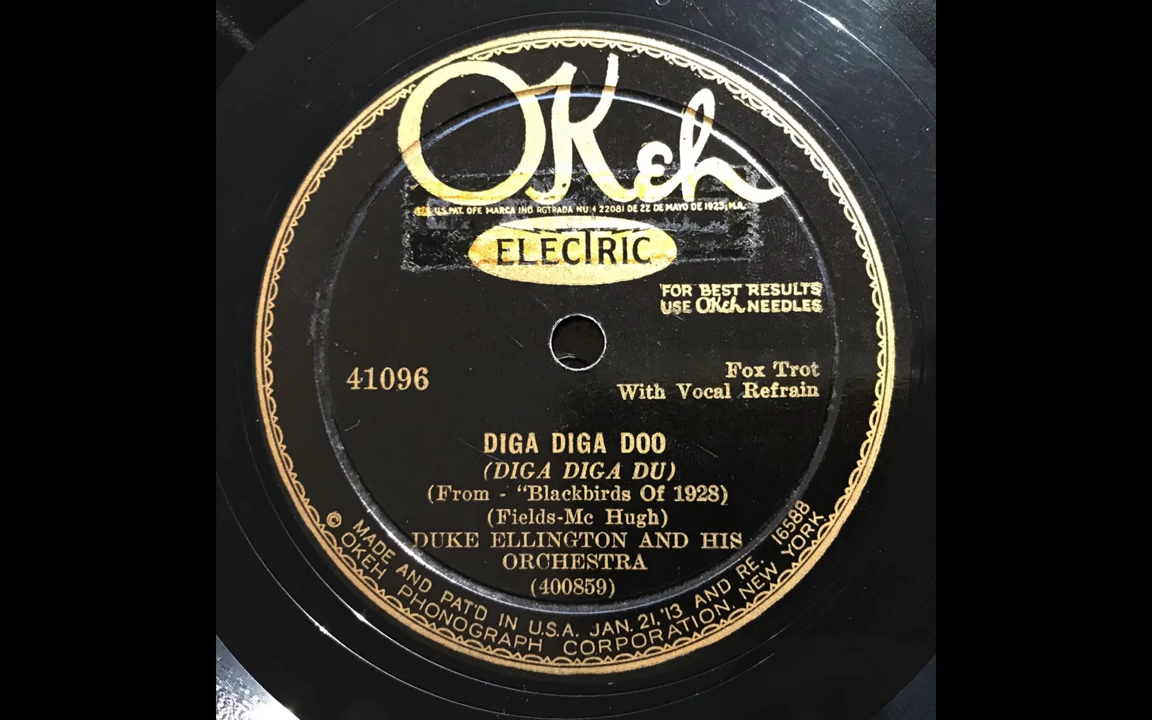 OKeh
REG. U.S. PAT. OFF. MARCA IND. RGTRADA NU 4 22081 DE 22 DE MAYO DE 1923, M.R.
ELECTRIC
FOR BEST RESULTS
USE OKeh NEEDLES
41096
Fox Trot
With Vocal Refrain
DIGA DIGA DOO
(DIGA DIGA DU)
(From - "Blackbirds Of 1928)
(Fields-Mc Hugh)
DUKE ELLINGTON AND HIS
ORCHESTRA
(400859)
© MADE AND PAT'D IN U.S.A. JAN. 21, '13 AND RE. 16588
OKEH PHONOGRAPH CORPORATION, NEW YORK